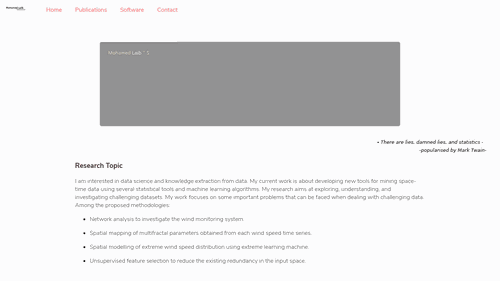 Home Publications Software Contact
Mohamed Laib
• There are lies, damned lies, and statistics -
-popularised by Mark Twain-
Research Topic
I am interested in data science and knowledge extraction from data. My current work is about developing new tools for mining space-
time data using several statistical tools and machine learning algorithms. My research aims at exploring, understanding, and
investigating challenging datasets. My work focuses on some important problems that can be faced when dealing with challenging data.
Among the proposed methodologies:
• Network analysis to investigate the wind monitoring system.
• Spatial mapping of multifractal parameters obtained from each wind speed time series.
• Spatial modeling of extreme wind speed distribution using extreme learning machine.
• Unsupervised feature selection to reduce the existing redundancy in the input space.